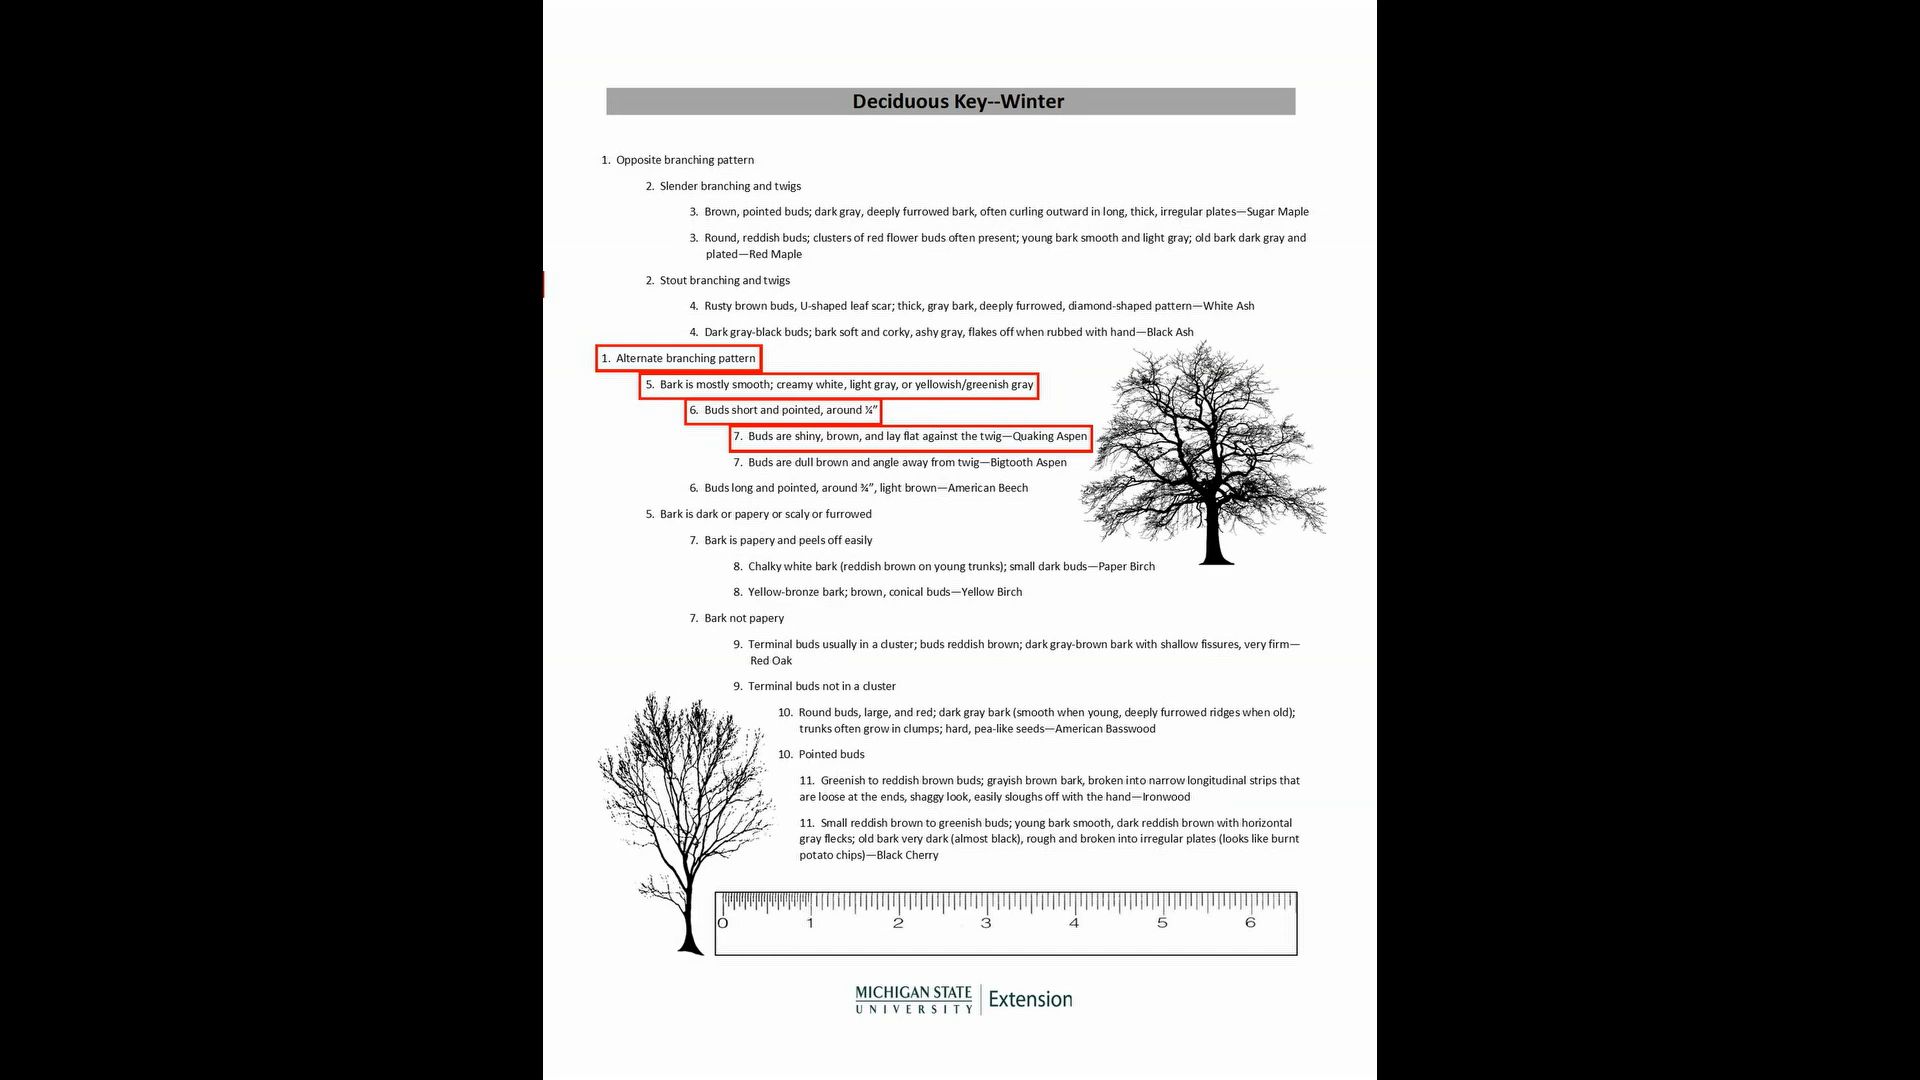 Deciduous Key--Winter
1. Opposite branching pattern
2. Slender branching and twigs
3. Brown, pointed buds; dark gray, deeply furrowed bark, often curling outward in long, thick, irregular plates—Sugar Maple
3. Round, reddish buds; clusters of red flower buds often present; young bark smooth and light gray; old bark dark gray and
plated—Red Maple
2. Stout branching and twigs
4. Rusty brown buds, U-shaped leaf scar; thick, gray bark, deeply furrowed, diamond-shaped pattern—White Ash
4. Dark gray-black buds; bark soft and corky, ashy gray, flakes off when rubbed with hand—Black Ash
1. Alternate branching pattern
5. Bark is mostly smooth; creamy white, light gray, or yellowish/greenish gray
6. Buds short and pointed, around ¼”
7. Buds are shiny, brown, and lay flat against the twig—Quaking Aspen
7. Buds are dull brown and angle away from twig—Bigtooth Aspen
6. Buds long and pointed, around ¾”, light brown—American Beech
5. Bark is dark or papery or scaly or furrowed
7. Bark is papery and peels off easily
8. Chalky white bark (reddish brown on young trunks); small dark buds—Paper Birch
8. Yellow-bronze bark; brown, conical buds—Yellow Birch
7. Bark not papery
9. Terminal buds usually in a cluster; buds reddish brown; dark gray-brown bark with shallow fissures, very firm—
Red Oak
9. Terminal buds not in a cluster
10. Round buds, large, and red; dark gray bark (smooth when young, deeply furrowed ridges when old);
trunks often grow in clumps; hard, pea-like seeds—American Basswood
10. Pointed buds
11. Greenish to reddish brown buds; grayish brown bark, broken into narrow longitudinal strips that
are loose at the ends, shaggy look, easily sloughs off with the hand—Ironwood
11. Small reddish brown to greenish buds; young bark smooth, dark reddish brown with horizontal
gray flecks; old bark very dark (almost black), rough and broken into irregular plates (looks like burnt
potato chips)—Black Cherry
0 1 2 3 4 5 6
MICHIGAN STATE
UNIVERSITY
Extension